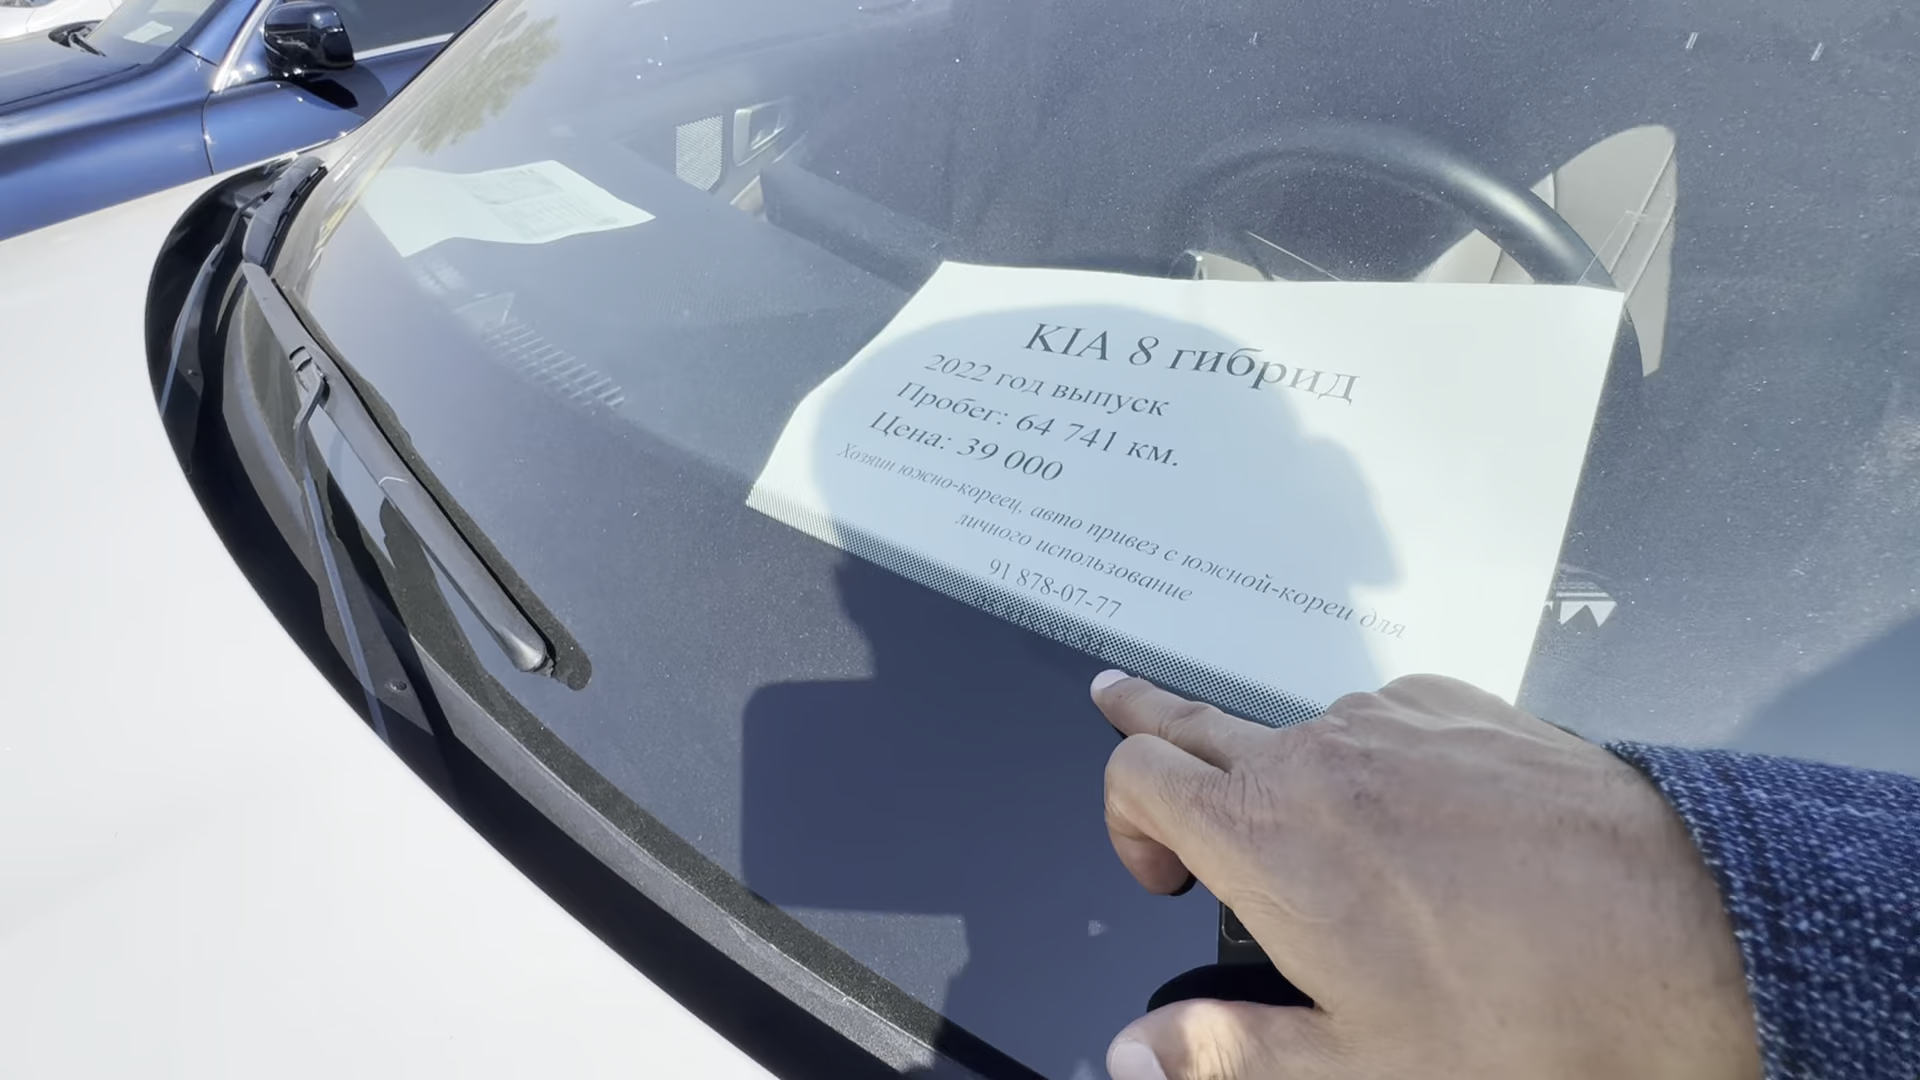 KIA 8 гибрид
2022 год выпуск
Пробег: 64 741 км.
Цена: 39 000
Хозяин южно-кореец, авто привез с южной-кореи для
личного использование
91 878-07-77